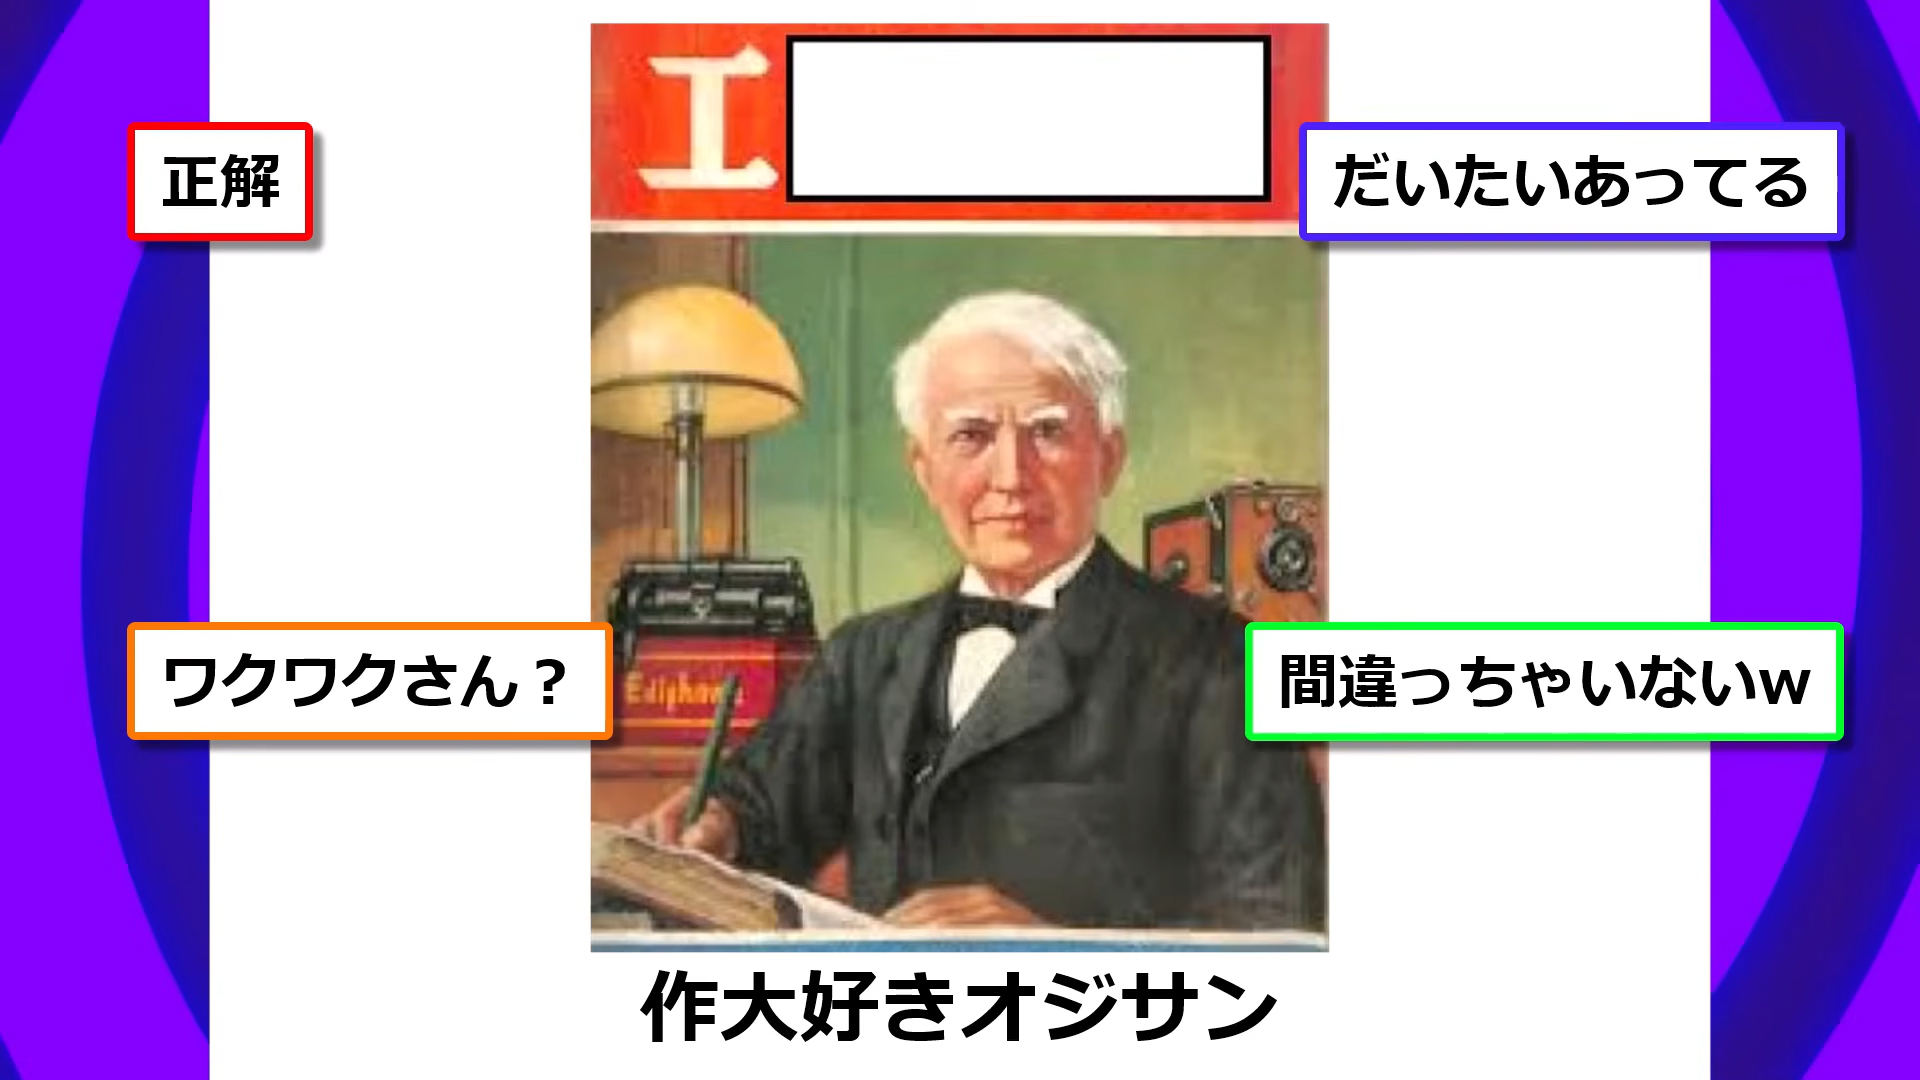 エ
正解
だいたいあってる
ワクワクさん？
間違っちゃいないw
Ediphone
作大好きオジサン